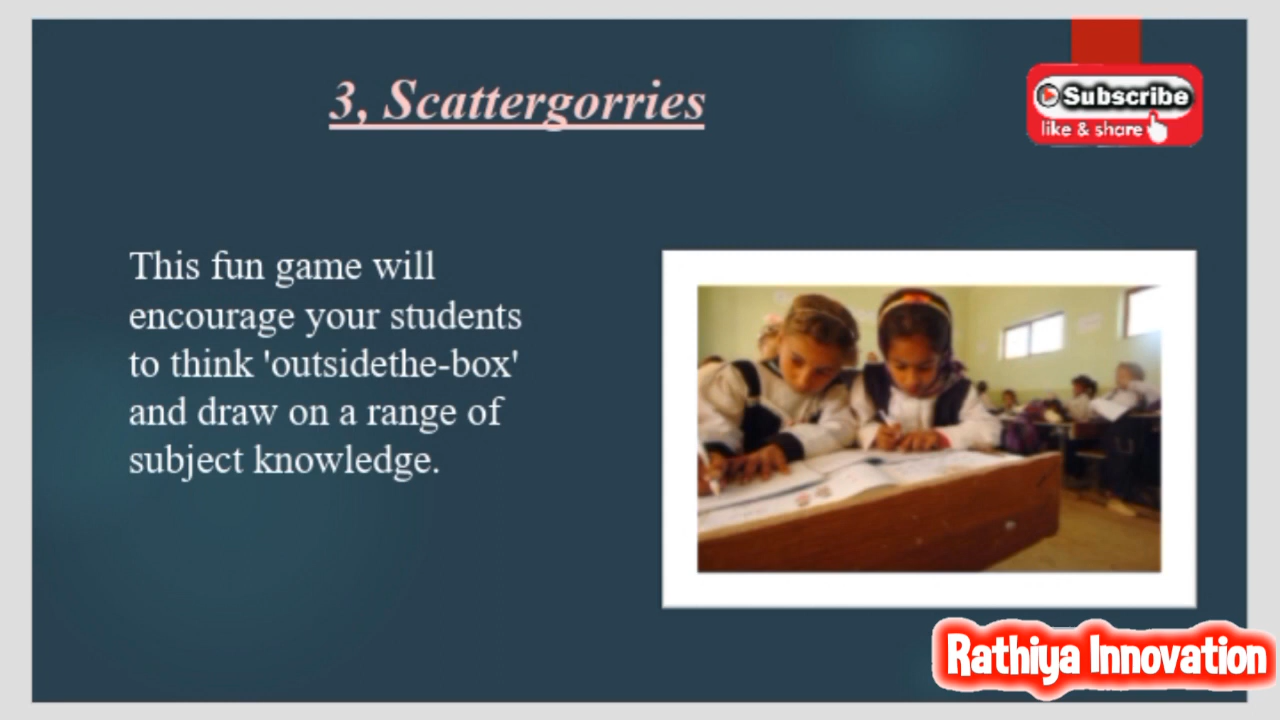 3, Scattergorries
Subscribe
like & share
This fun game will
encourage your students
to think 'outsidethe-box'
and draw on a range of
subject knowledge.
Rathiya Innovation